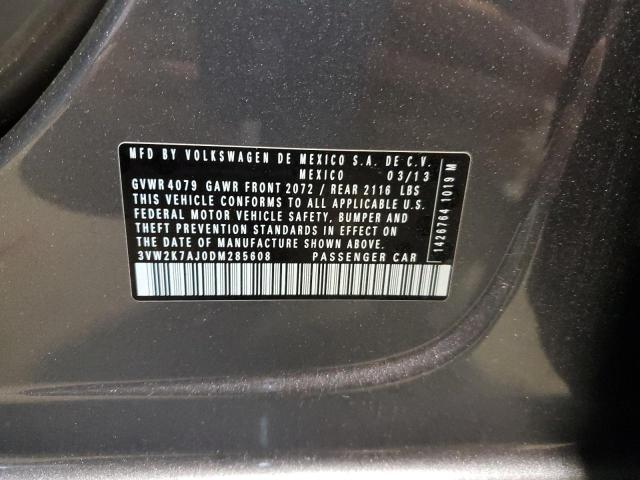 MFD BY VOLKSWAGEN DE MEXICO S.A. DE C.V.
MEXICO 03/13
GVWR 4079 GAWR FRONT 2072 / REAR 2116 LBS
THIS VEHICLE CONFORMS TO ALL APPLICABLE U.S.
FEDERAL MOTOR VEHICLE SAFETY, BUMPER AND
THEFT PREVENTION STANDARDS IN EFFECT ON
THE DATE OF MANUFACTURE SHOWN ABOVE.
3VW2K7AJ0DM285608 PASSENGER CAR
1426764 1019 M